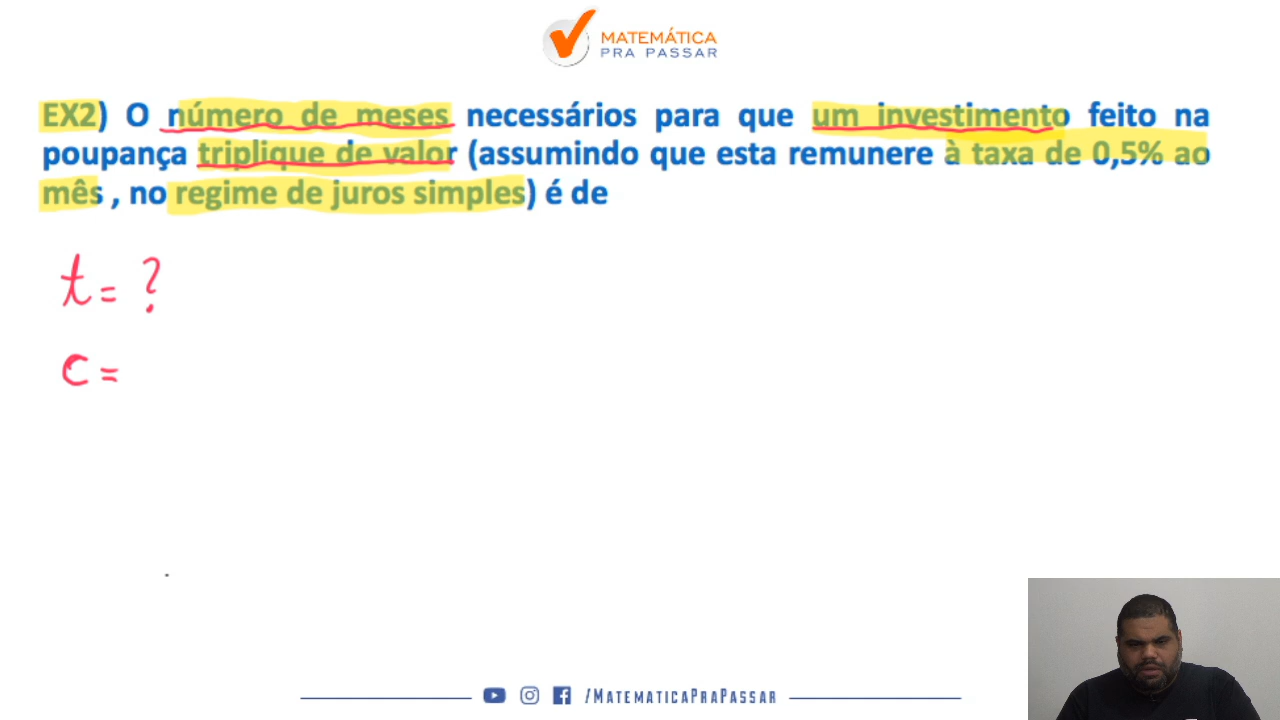 MATEMÁTICA
PRA PASSAR
EX2) O número de meses necessários para que um investimento feito na
poupança triplique de valor (assumindo que esta remunere à taxa de 0,5% ao
mês , no regime de juros simples) é de
t = ?
C =
/MATEMATICAPRAPASSAR